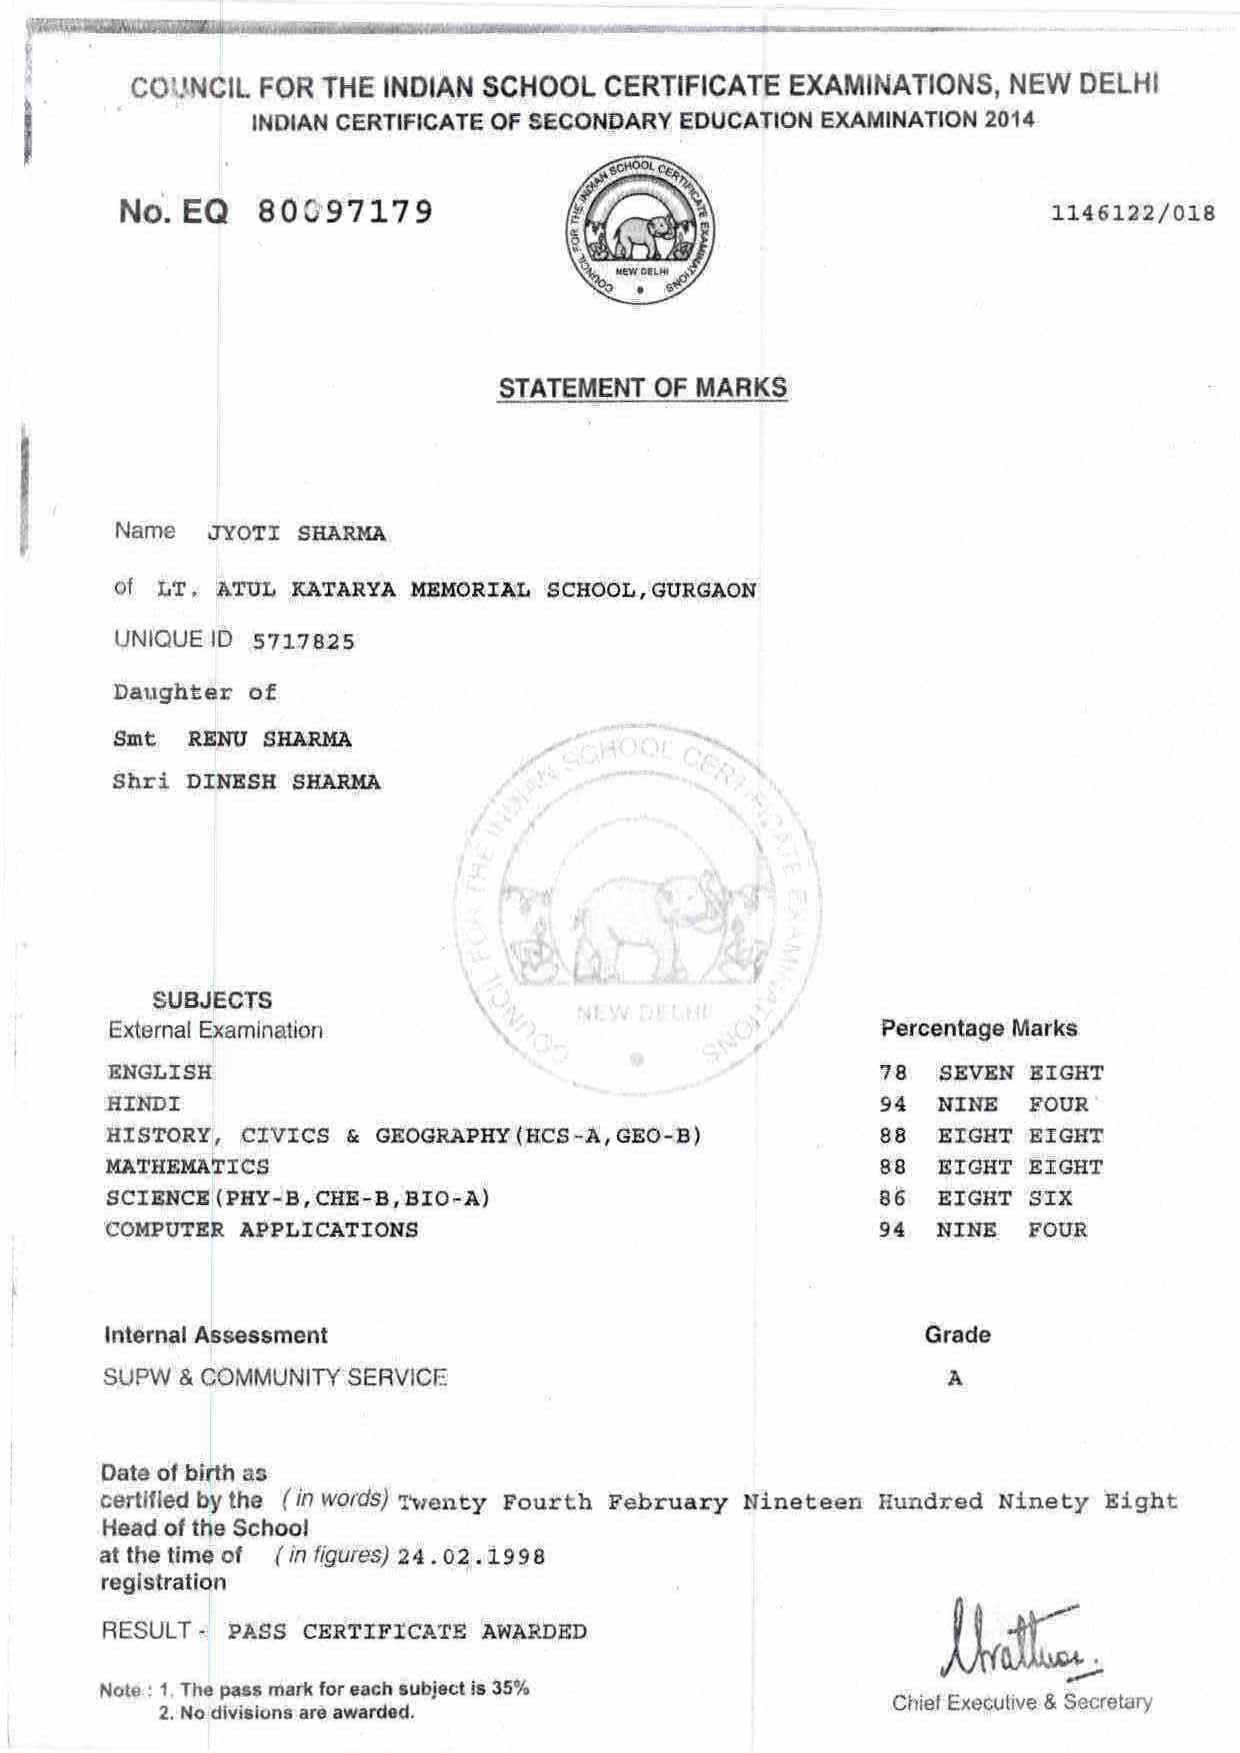 COUNCIL FOR THE INDIAN SCHOOL CERTIFICATE EXAMINATIONS, NEW DELHI
INDIAN CERTIFICATE OF SECONDARY EDUCATION EXAMINATION 2014
No. EQ 80097179
COUNCIL FOR THE INDIAN SCHOOL CERTIFICATE EXAMINATIONS
NEW DELHI
1146122/018
STATEMENT OF MARKS
Name JYOTI SHARMA
of LT. ATUL KATARYA MEMORIAL SCHOOL,GURGAON
UNIQUE ID 5717825
Daughter of
Smt RENU SHARMA
Shri DINESH SHARMA
COUNCIL FOR THE INDIAN SCHOOL CERTIFICATE EXAMINATIONS
NEW DELHI
SUBJECTS
External Examination Percentage Marks
ENGLISH 78 SEVEN EIGHT
HINDI 94 NINE FOUR
HISTORY, CIVICS & GEOGRAPHY(HCS-A,GEO-B) 88 EIGHT EIGHT
MATHEMATICS 88 EIGHT EIGHT
SCIENCE(PHY-B,CHE-B,BIO-A) 86 EIGHT SIX
COMPUTER APPLICATIONS 94 NINE FOUR
Internal Assessment Grade
SUPW & COMMUNITY SERVICE A
Date of birth as
certified by the (in words) Twenty Fourth February Nineteen Hundred Ninety Eight
Head of the School
at the time of (in figures) 24.02.1998
registration
RESULT - PASS CERTIFICATE AWARDED
Note : 1. The pass mark for each subject is 35%
2. No divisions are awarded.
Chief Executive & Secretary